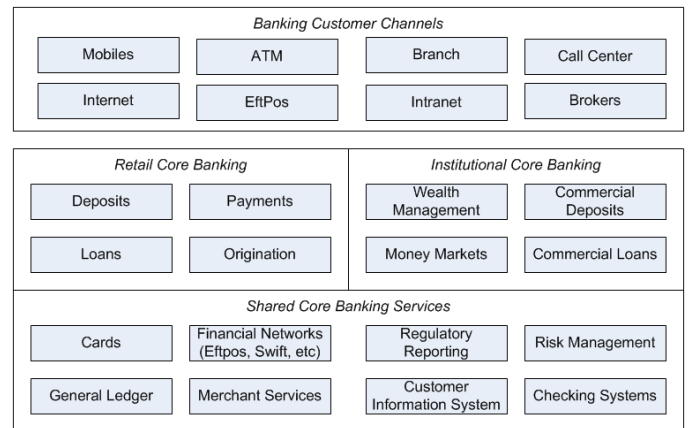 Banking Customer Channels
Mobiles
ATM
Branch
Call Center
Internet
EftPos
Intranet
Brokers
Retail Core Banking
Institutional Core Banking
Deposits
Payments
Wealth
Management
Commercial
Deposits
Loans
Origination
Money Markets
Commercial Loans
Shared Core Banking Services
Cards
Financial Networks
(Eftpos, Swift, etc)
Regulatory
Reporting
Risk Management
General Ledger
Merchant Services
Customer
Information System
Checking Systems